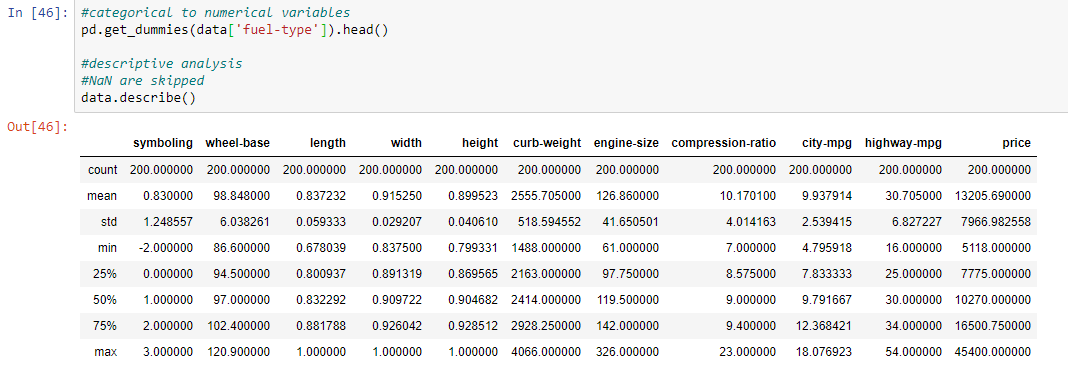 In [46]: #categorical to numerical variables
pd.get_dummies(data['fuel-type']).head()
#descriptive analysis
#NaN are skipped
data.describe()
Out[46]:
symboling wheel-base length width height curb-weight engine-size compression-ratio city-mpg highway-mpg price
count 200.000000 200.000000 200.000000 200.000000 200.000000 200.000000 200.000000 200.000000 200.000000 200.000000 200.000000
mean 0.830000 98.848000 0.837232 0.915250 0.899523 2555.705000 126.860000 10.170100 9.937914 30.705000 13205.690000
std 1.248557 6.038261 0.059333 0.029207 0.040610 518.594552 41.650501 4.014163 2.539415 6.827227 7966.982558
min -2.000000 86.600000 0.678039 0.837500 0.799331 1488.000000 61.000000 7.000000 4.795918 16.000000 5118.000000
25% 0.000000 94.500000 0.800937 0.891319 0.869565 2163.000000 97.750000 8.575000 7.833333 25.000000 7775.000000
50% 1.000000 97.000000 0.832292 0.909722 0.904682 2414.000000 119.500000 9.000000 9.791667 30.000000 10270.000000
75% 2.000000 102.400000 0.881788 0.926042 0.928512 2928.250000 142.000000 9.400000 12.368421 34.000000 16500.750000
max 3.000000 120.900000 1.000000 1.000000 1.000000 4066.000000 326.000000 23.000000 18.076923 54.000000 45400.000000